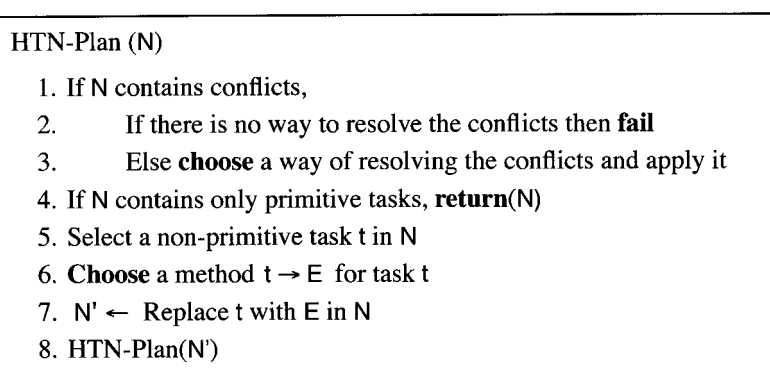 HTN-Plan (N)
1. If N contains conflicts,
2. If there is no way to resolve the conflicts then fail
3. Else choose a way of resolving the conflicts and apply it
4. If N contains only primitive tasks, return(N)
5. Select a non-primitive task t in N
6. Choose a method t → E for task t
7. N' ← Replace t with E in N
8. HTN-Plan(N')